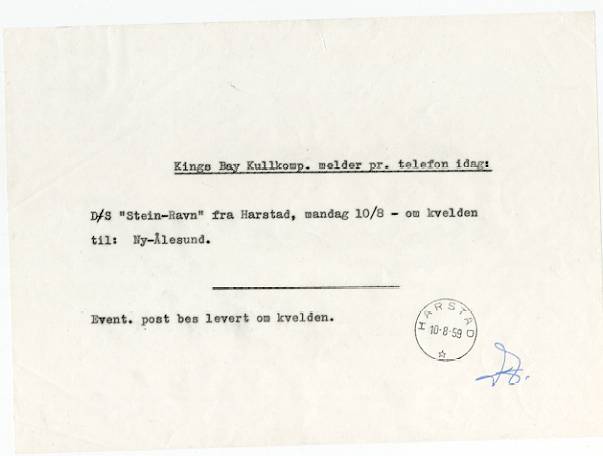 Kings Bay Kullkomp. melder pr. telefon idag:
D/S "Stein-Ravn" fra Harstad, mandag 10/8 - om kvelden
til: Ny-Ålesund.
Event. post bes levert om kvelden.
HARSTAD
10-8-59